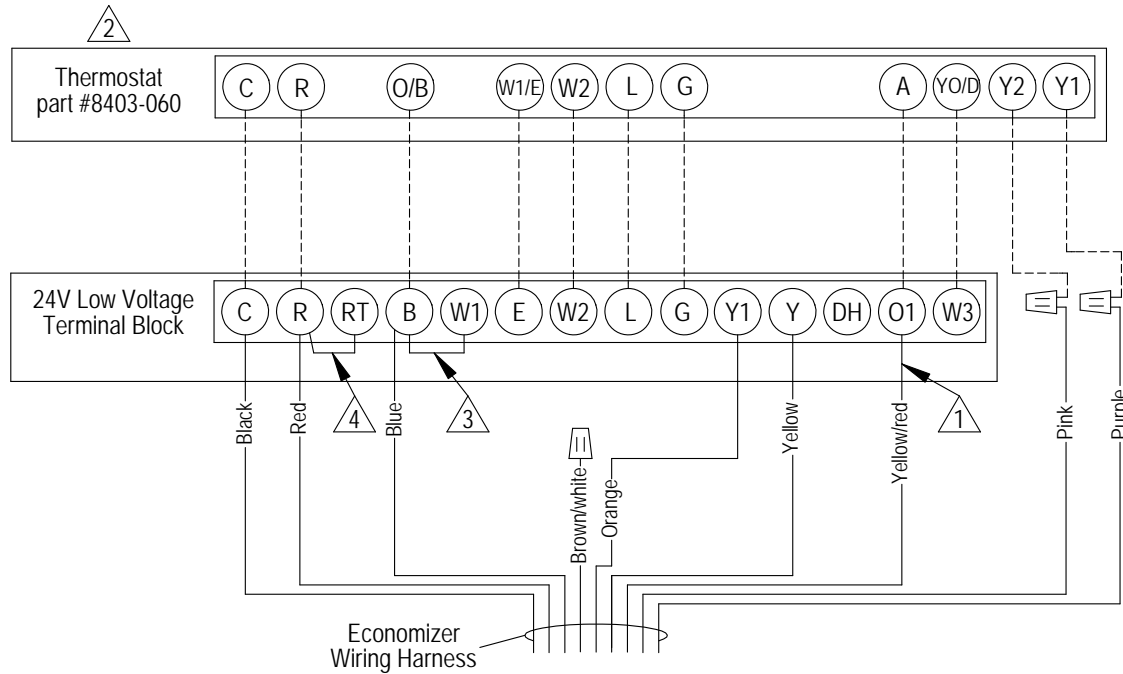 2
Thermostat
part #8403-060
C R O/B W1/E W2 L G A YO/D Y2 Y1
24V Low Voltage
Terminal Block
C R RT B W1 E W2 L G Y1 Y DH O1 W3
4 3 1
Black
Red
Blue
Brown/white
Orange
Yellow
Yellow/red
Pink
Purple
Economizer
Wiring Harness